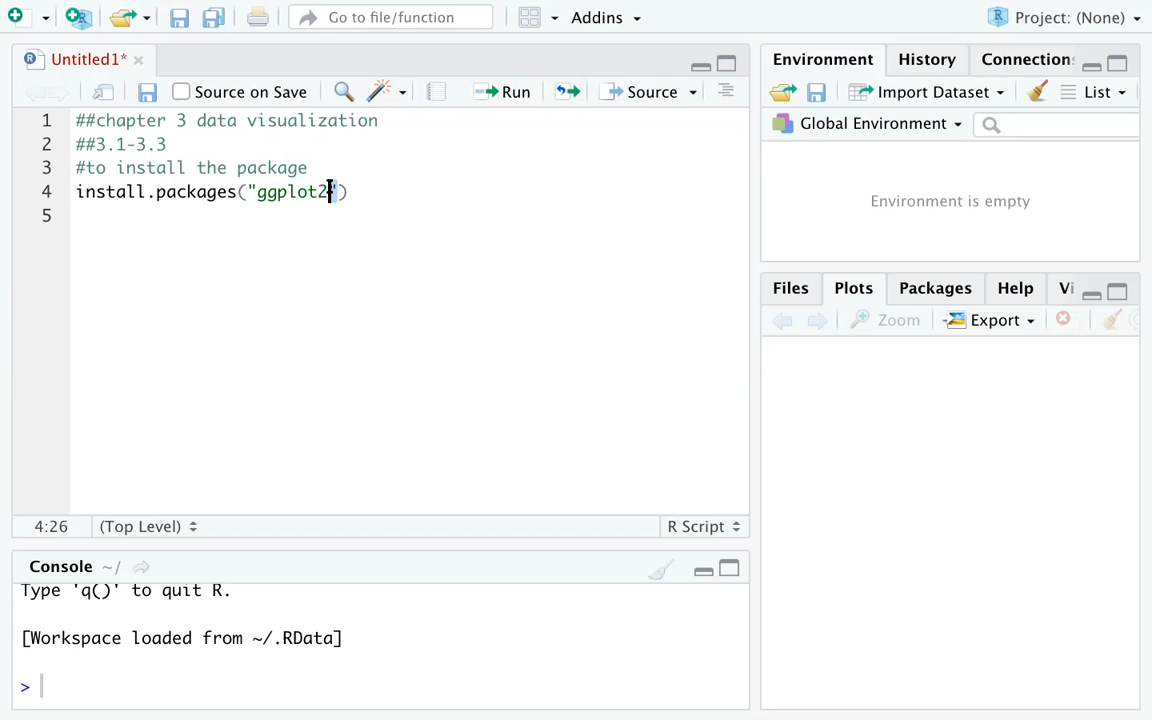 Go to file/function
Addins
Project: (None)
Untitled1*
Source on Save
Run
Source
1 ##chapter 3 data visualization
2 ##3.1-3.3
3 #to install the package
4 install.packages("ggplot2")
5
4:26
(Top Level)
R Script
Console ~/
Type 'q()' to quit R.
[Workspace loaded from ~/.RData]
>
Environment
History
Connection
Import Dataset
List
Global Environment
Environment is empty
Files
Plots
Packages
Help
Vi
Zoom
Export